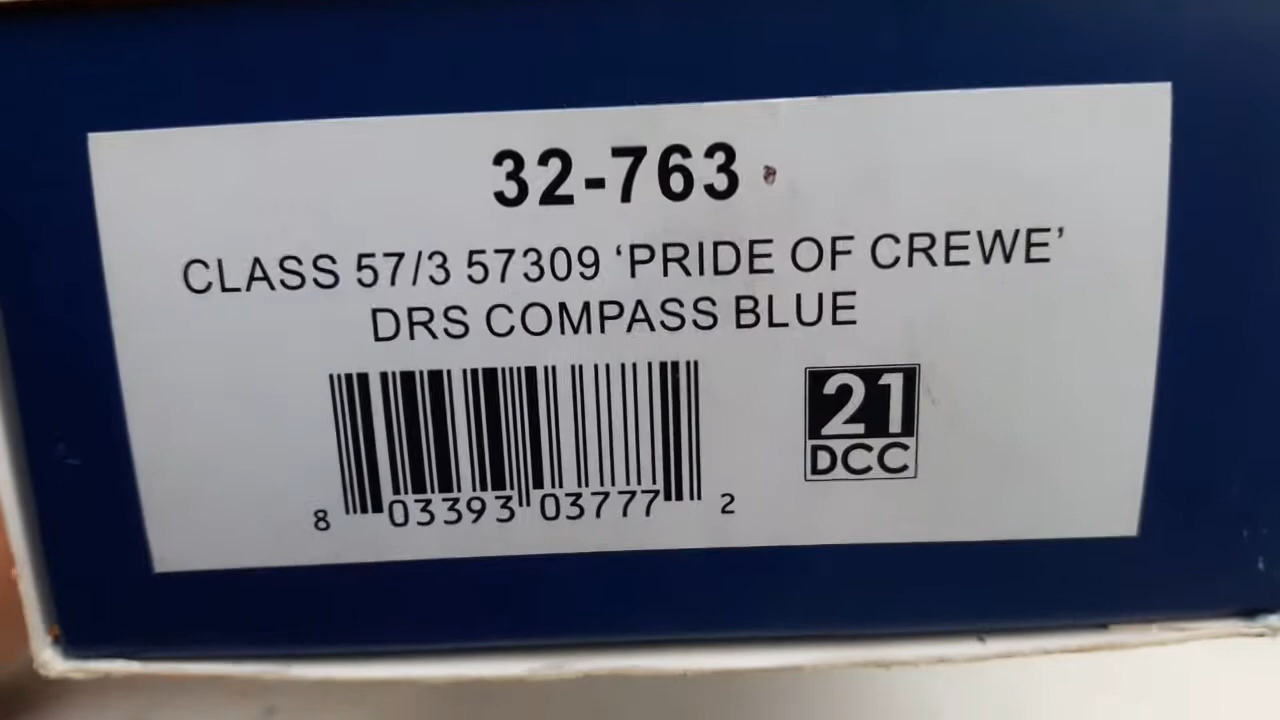 32-763
CLASS 57/3 57309 ‘PRIDE OF CREWE’
DRS COMPASS BLUE
8 03393 03777 2
21
DCC